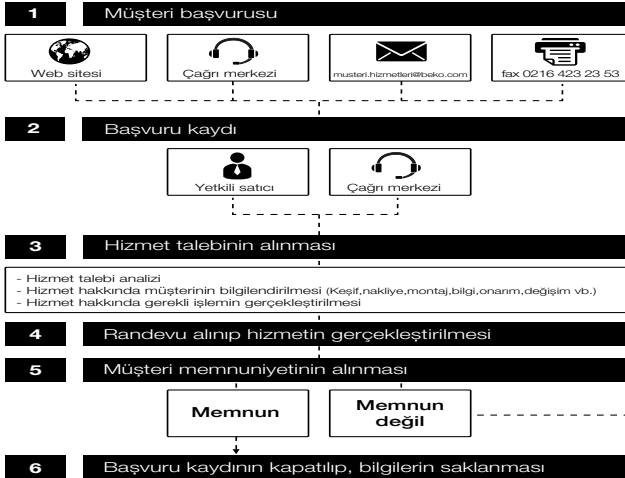 1 Müşteri başvurusu
Web sitesi
Çağrı merkezi
musteri.hizmetleri@beko.com
fax 0216 423 23 53
2 Başvuru kaydı
Yetkili satıcı
Çağrı merkezi
3 Hizmet talebinin alınması
- Hizmet talebi analizi
- Hizmet hakkında müşterinin bilgilendirilmesi (Keşif,nakliye,montaj,bilgi,onarım,değişim vb.)
- Hizmet hakkında gerekli işlemin gerçekleştirilmesi
4 Randevu alınıp hizmetin gerçekleştirilmesi
5 Müşteri memnuniyetinin alınması
Memnun
Memnun
değil
6 Başvuru kaydının kapatılıp, bilgilerin saklanması